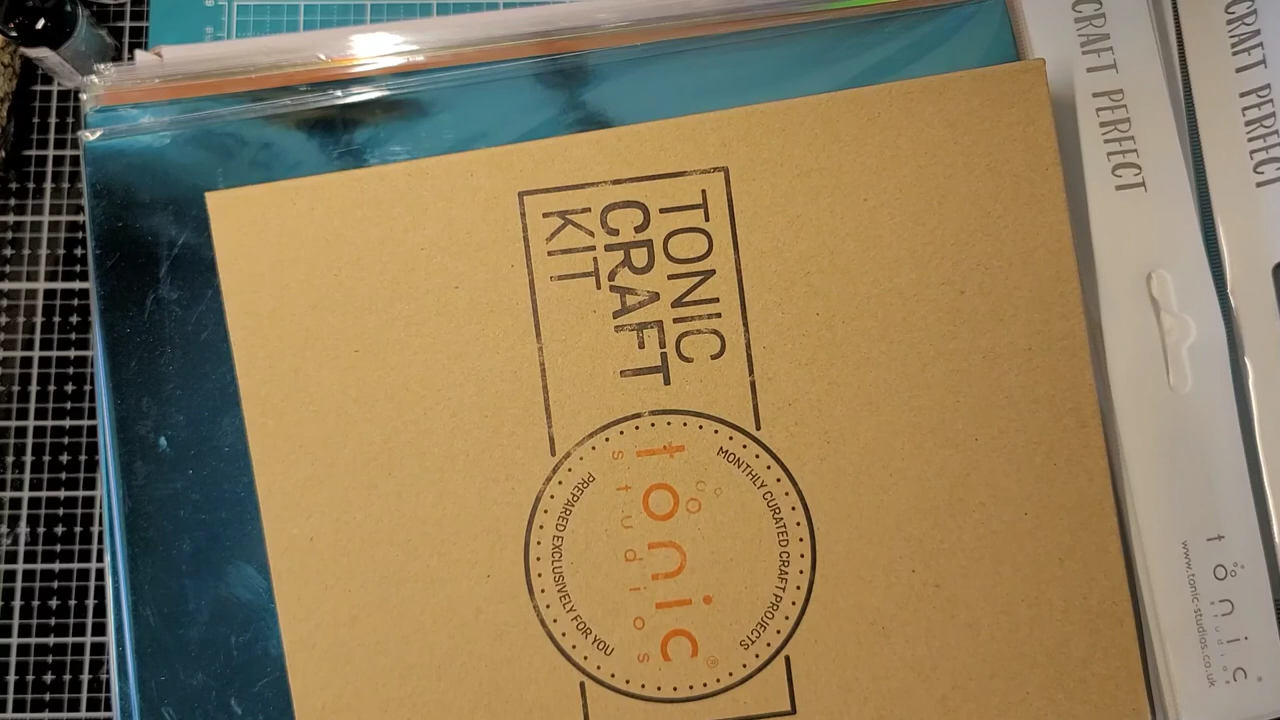 TONIC
CRAFT
KIT
MONTHLY CURATED CRAFT PROJECTS
tonic®
studios
PREPARED EXCLUSIVELY FOR YOU
CRAFT PERFECT
tonic
studios
www.tonic-studios.co.uk
CRAFT PERFECT